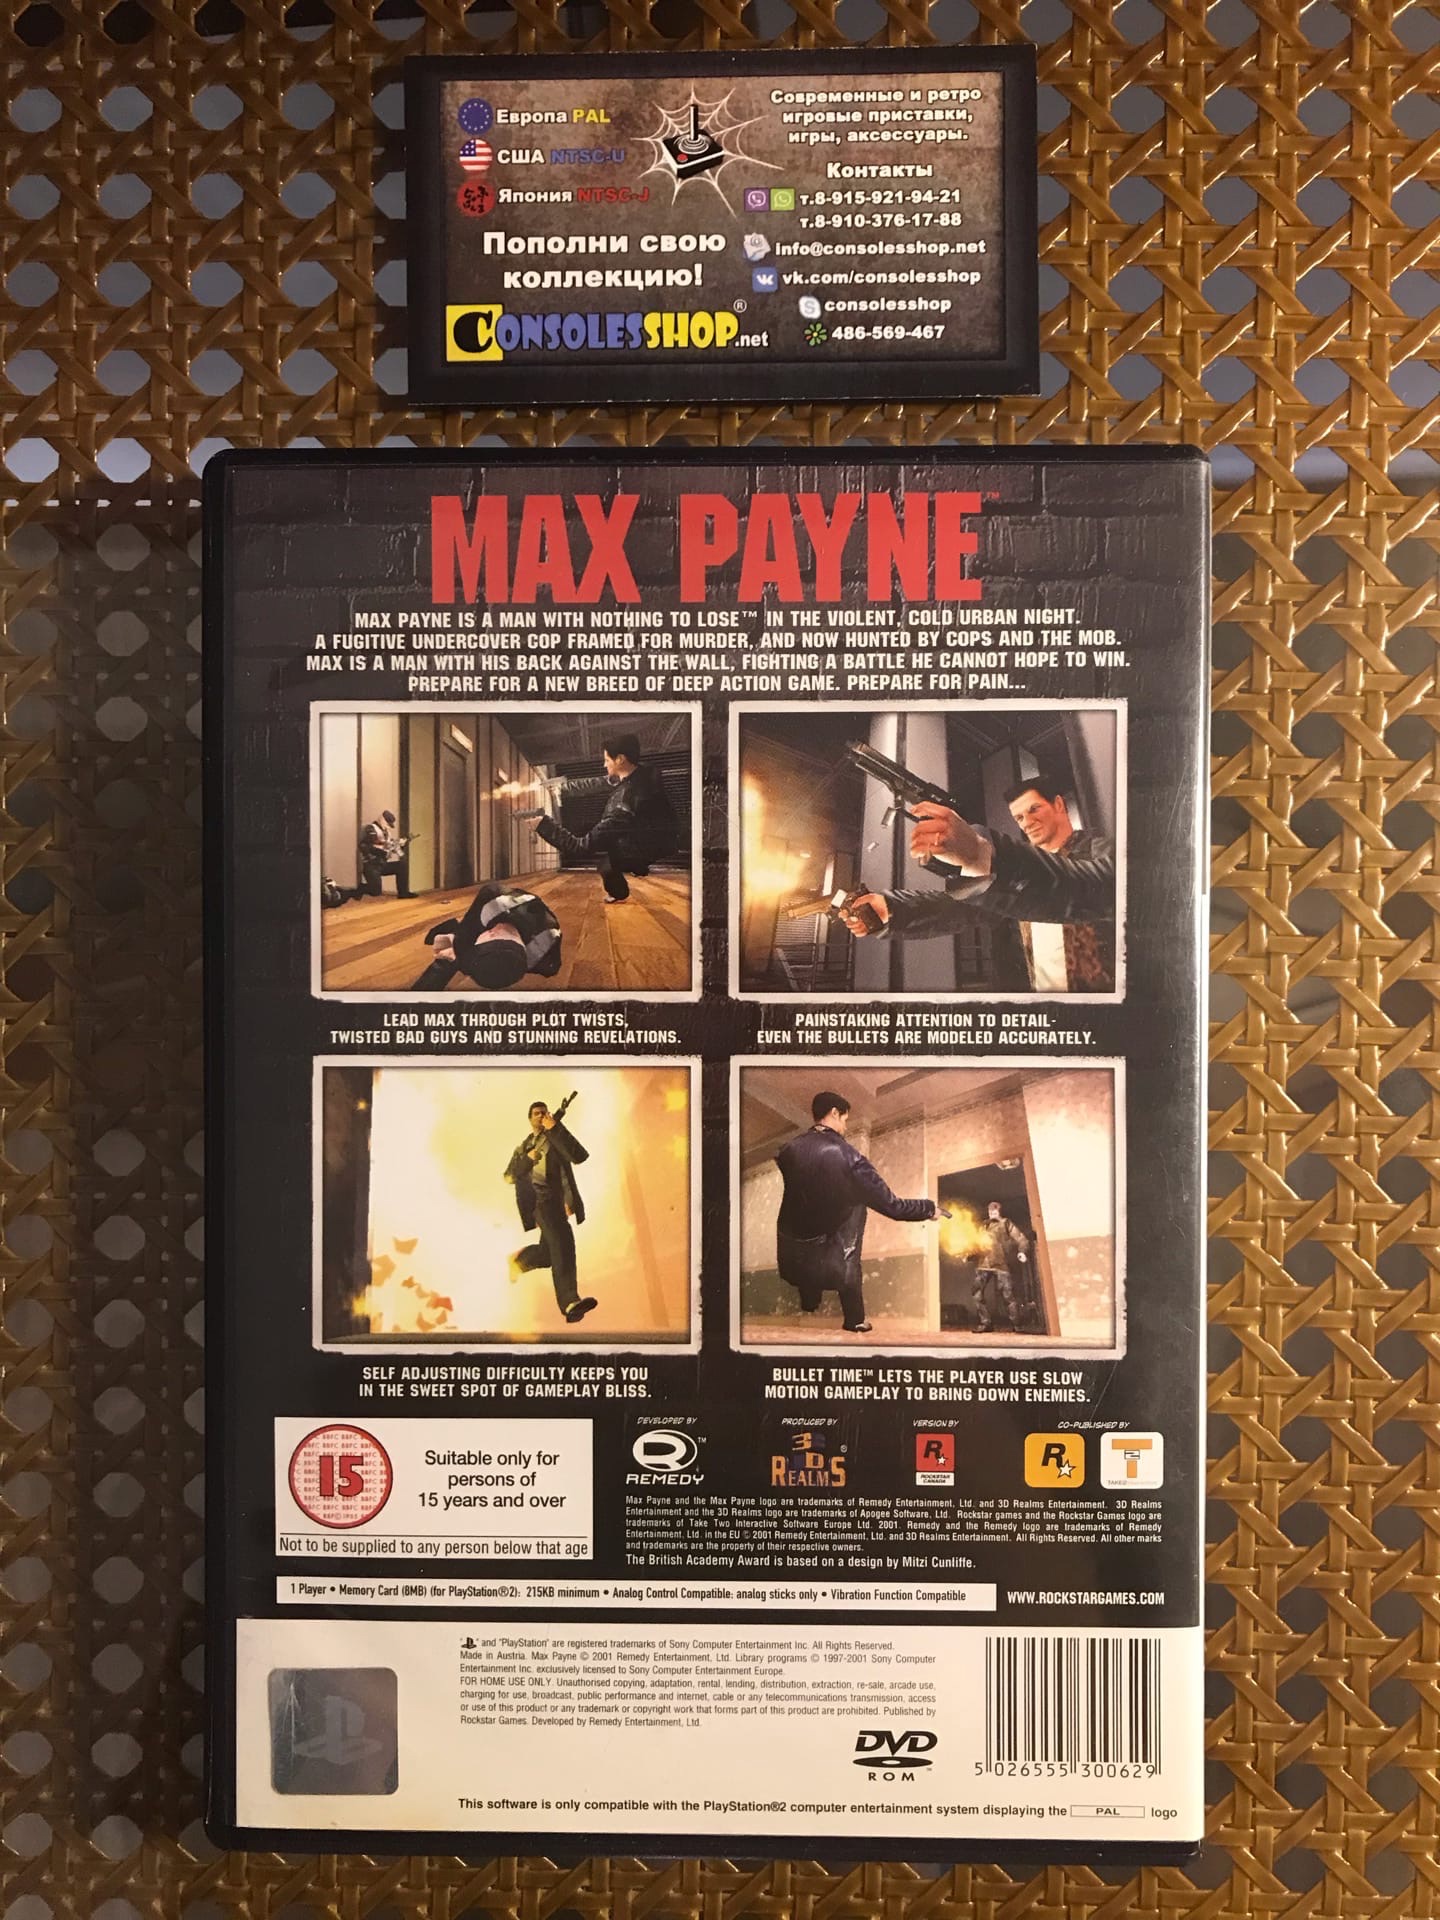 Европа PAL
США NTSC-U
Япония NTSC-J
Пополни свою
коллекцию!
CONSOLESSHOP.net
®
Современные и ретро
игровые приставки,
игры, аксессуары.
Контакты
т.8-915-921-94-21
т.8-910-376-17-88
info@consolesshop.net
vk.com/consolesshop
consolesshop
486-569-467
MAX PAYNE™
MAX PAYNE IS A MAN WITH NOTHING TO LOSE™ IN THE VIOLENT, COLD URBAN NIGHT.
A FUGITIVE UNDERCOVER COP FRAMED FOR MURDER, AND NOW HUNTED BY COPS AND THE MOB.
MAX IS A MAN WITH HIS BACK AGAINST THE WALL, FIGHTING A BATTLE HE CANNOT HOPE TO WIN.
PREPARE FOR A NEW BREED OF DEEP ACTION GAME. PREPARE FOR PAIN...
LEAD MAX THROUGH PLOT TWISTS,
TWISTED BAD GUYS AND STUNNING REVELATIONS.
PAINSTAKING ATTENTION TO DETAIL-
EVEN THE BULLETS ARE MODELED ACCURATELY.
SELF ADJUSTING DIFFICULTY KEEPS YOU
IN THE SWEET SPOT OF GAMEPLAY BLISS.
BULLET TIME™ LETS THE PLAYER USE SLOW
MOTION GAMEPLAY TO BRING DOWN ENEMIES.
15
Suitable only for
persons of
15 years and over
Not to be supplied to any person below that age
DEVELOPED BY
REMEDY™
PRODUCED BY
3D REALMS®
VERSION BY
R
ROCKSTAR
CANADA
CO-PUBLISHED BY
R
T2
TAKE2
Max Payne and the Max Payne logo are trademarks of Remedy Entertainment, Ltd. and 3D Realms Entertainment. 3D Realms
Entertainment and the 3D Realms logo are trademarks of Apogee Software, Ltd. Rockstar games and the Rockstar Games logo are
trademarks of Take Two Interactive Software Europe Ltd. 2001. Remedy and the Remedy logo are trademarks of Remedy
Entertainment, Ltd. in the EU © 2001 Remedy Entertainment, Ltd. and 3D Realms Entertainment. All Rights Reserved. All other marks
and trademarks are the property of their respective owners.
The British Academy Award is based on a design by Mitzi Cunliffe.
1 Player • Memory Card (8MB) (for PlayStation®2): 215KB minimum • Analog Control Compatible: analog sticks only • Vibration Function Compatible
WWW.ROCKSTARGAMES.COM
" " and "PlayStation" are registered trademarks of Sony Computer Entertainment Inc. All Rights Reserved.
Made in Austria. Max Payne © 2001 Remedy Entertainment, Ltd. Library programs © 1997-2001 Sony Computer
Entertainment Inc. exclusively licensed to Sony Computer Entertainment Europe.
FOR HOME USE ONLY. Unauthorised copying, adaptation, rental, lending, distribution, extraction, re-sale, arcade use,
charging for use, broadcast, public performance and internet, cable or any telecommunications transmission, access
or use of this product or any trademark or copyright work that forms part of this product are prohibited. Published by
Rockstar Games. Developed by Remedy Entertainment, Ltd.
DVD
ROM
5 026555 300629
This software is only compatible with the PlayStation®2 computer entertainment system displaying the PAL logo